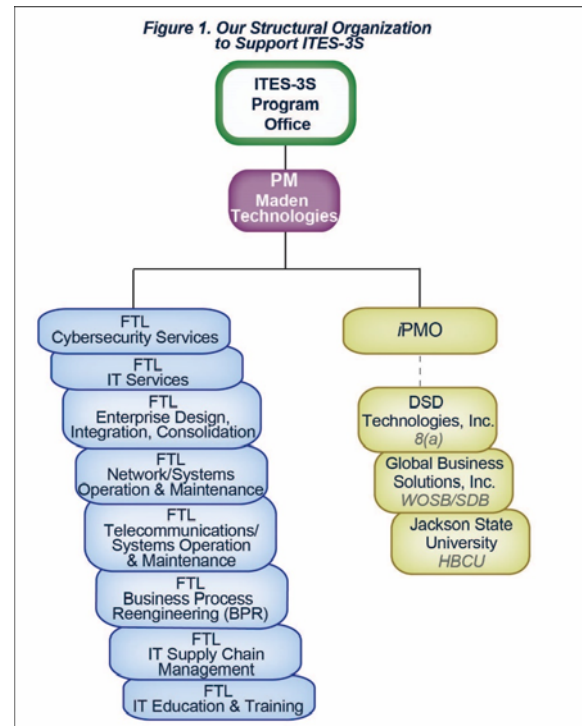 Figure 1. Our Structural Organization
to Support ITES-3S
ITES-3S
Program
Office
PM
Maden
Technologies
FTL
Cybersecurity Services
FTL
IT Services
FTL
Enterprise Design,
Integration, Consolidation
FTL
Network/Systems
Operation & Maintenance
FTL
Telecommunications/
Systems Operation
& Maintenance
FTL
Business Process
Reengineering (BPR)
FTL
IT Supply Chain
Management
FTL
IT Education & Training
iPMO
DSD
Technologies, Inc.
8(a)
Global Business
Solutions, Inc.
WOSB/SDB
Jackson State
University
HBCU